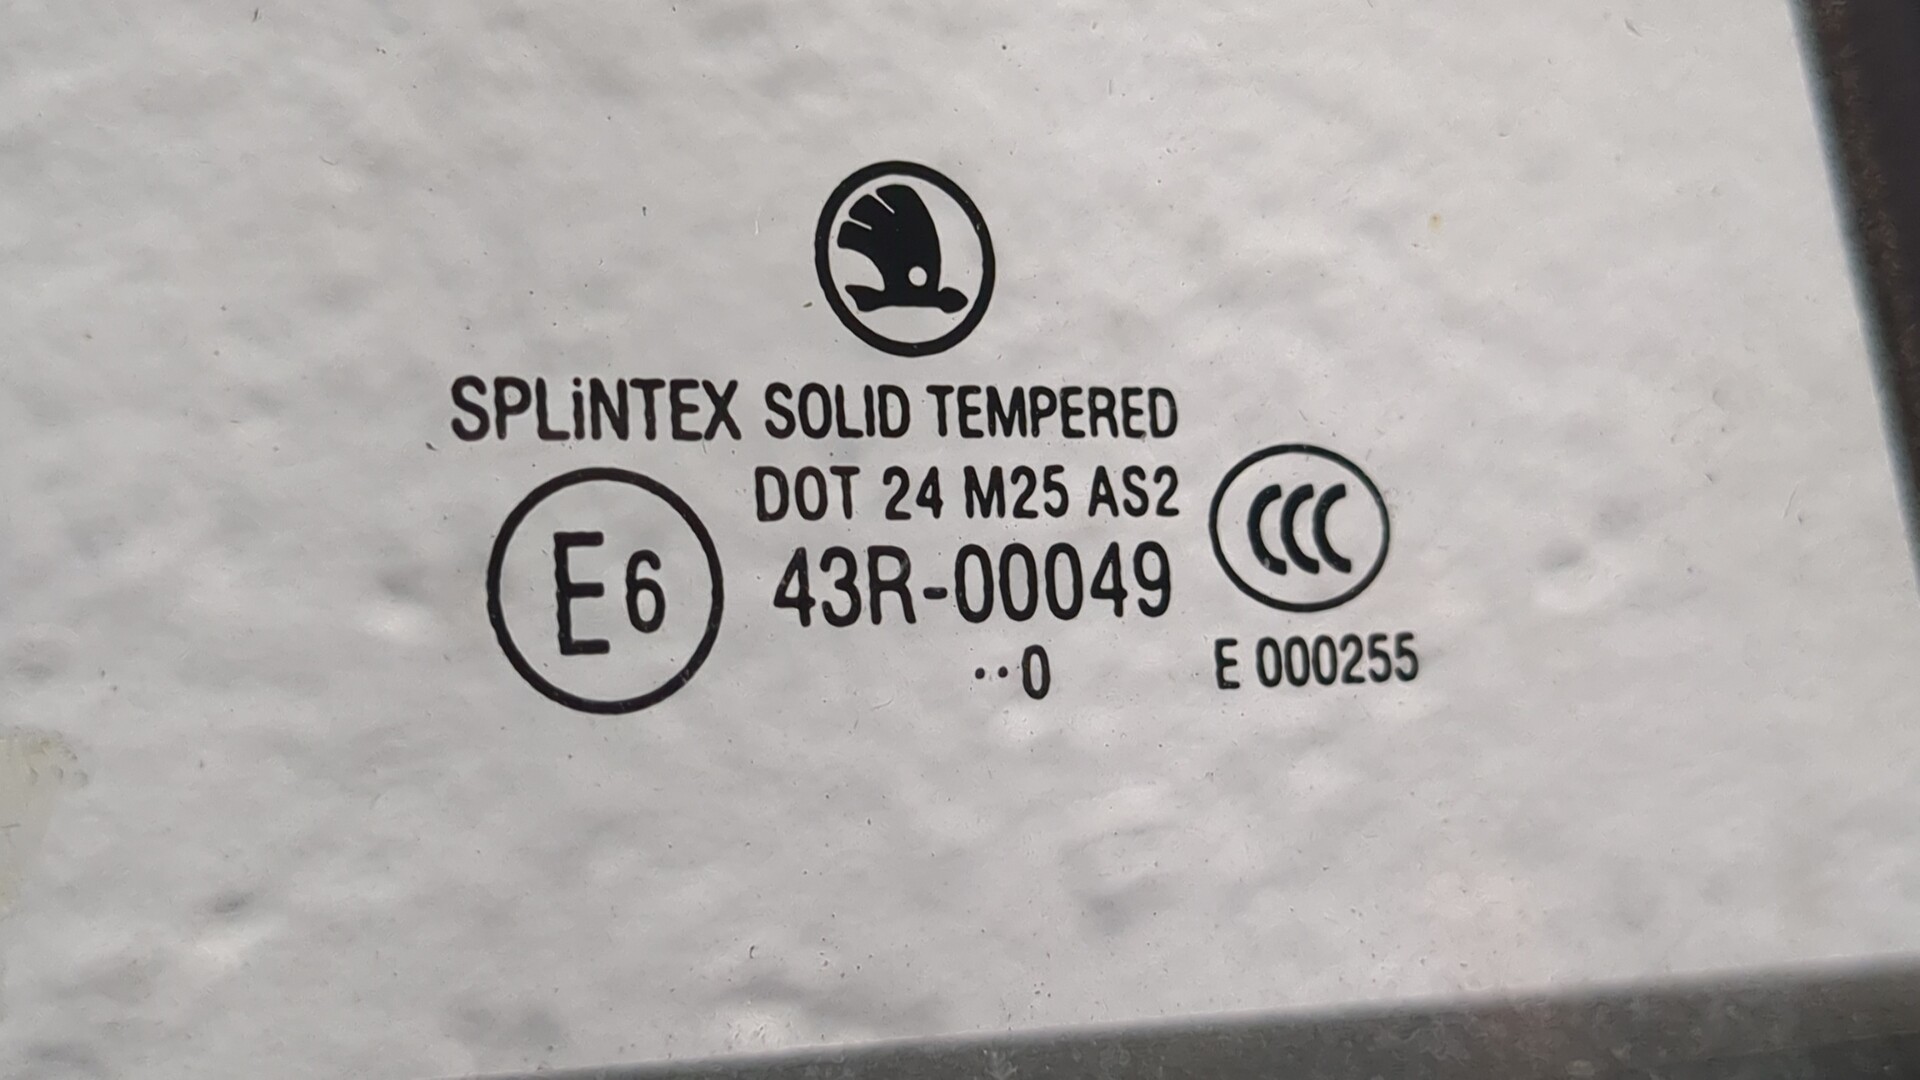 SPLiNTEX SOLID TEMPERED
DOT 24 M25 AS2
E6
43R-00049
··0
CCC
E 000255